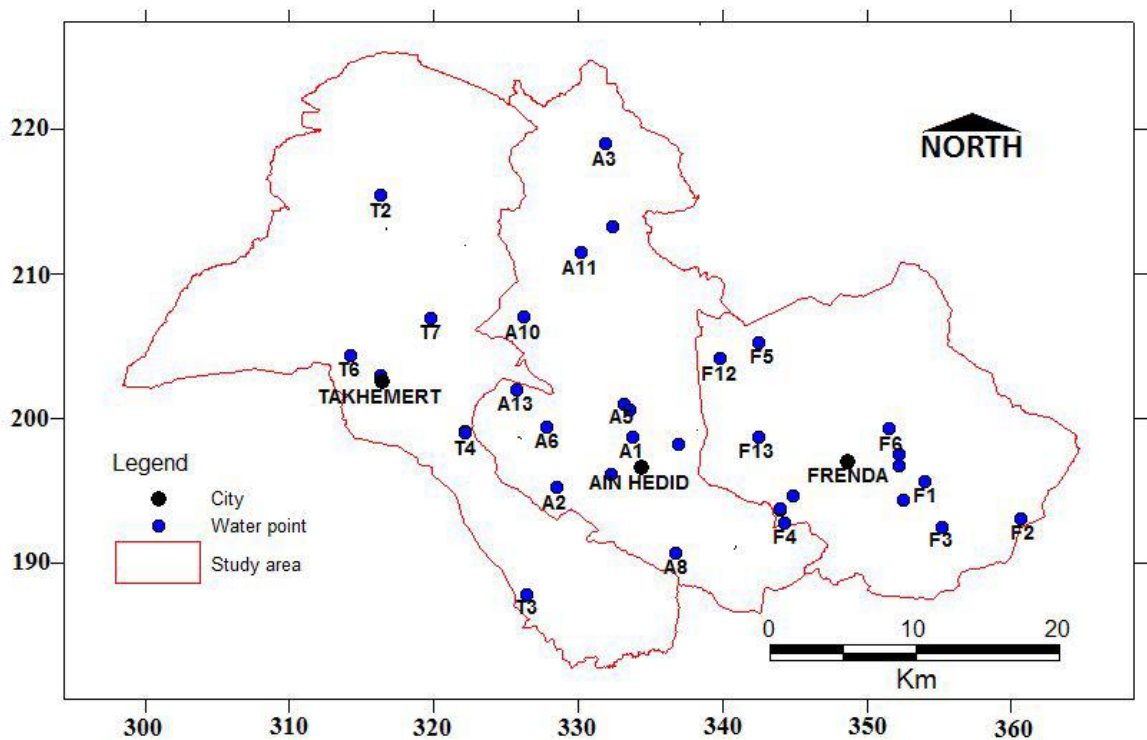 220
A3
NORTH
T2
210
A11
T7
A10
F5
T6
F12
TAKHEMERT
A13
200
A5
A6
A1
T4
F13
F6
Legend
AIN HEDID
FRENDA
City
A2
F1
Water point
F4
F3
F2
190
Study area
A8
T3
0 10 20
Km
300 310 320 330 340 350 360